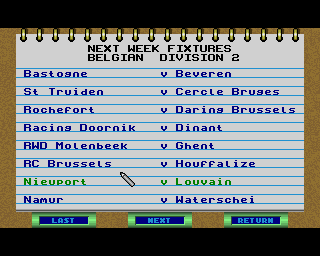 NEXT WEEK FIXTURES
BELGIAN DIVISION 2
Bastogne v Beveren
St Truiden v Cercle Bruges
Rochefort v Daring Brussels
Racing Doornik v Dinant
RWD Molenbeek v Ghent
RC Brussels v Houffalize
Nieuport v Louvain
Namur v Waterschei
LAST NEXT RETURN